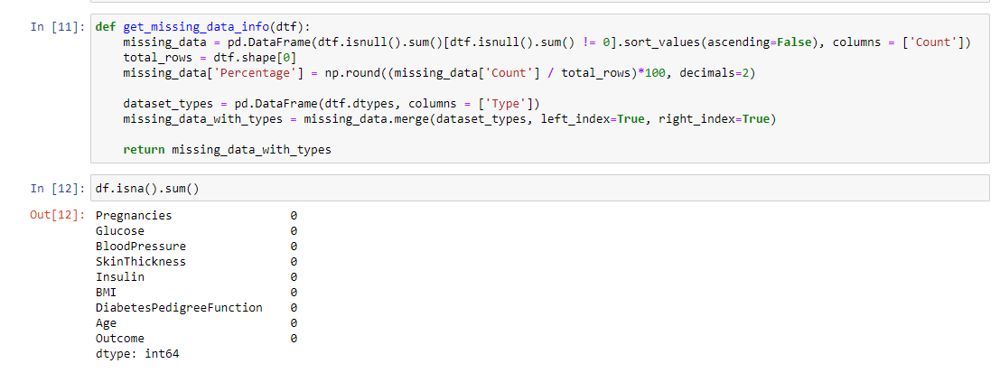 In [11]: def get_missing_data_info(dtf):
    missing_data = pd.DataFrame(dtf.isnull().sum()[dtf.isnull().sum() != 0].sort_values(ascending=False), columns = ['Count'])
    total_rows = dtf.shape[0]
    missing_data['Percentage'] = np.round((missing_data['Count'] / total_rows)*100, decimals=2)
    dataset_types = pd.DataFrame(dtf.dtypes, columns = ['Type'])
    missing_data_with_types = missing_data.merge(dataset_types, left_index=True, right_index=True)
    return missing_data_with_types
In [12]: df.isna().sum()
Out[12]: Pregnancies 0
Glucose 0
BloodPressure 0
SkinThickness 0
Insulin 0
BMI 0
DiabetesPedigreeFunction 0
Age 0
Outcome 0
dtype: int64